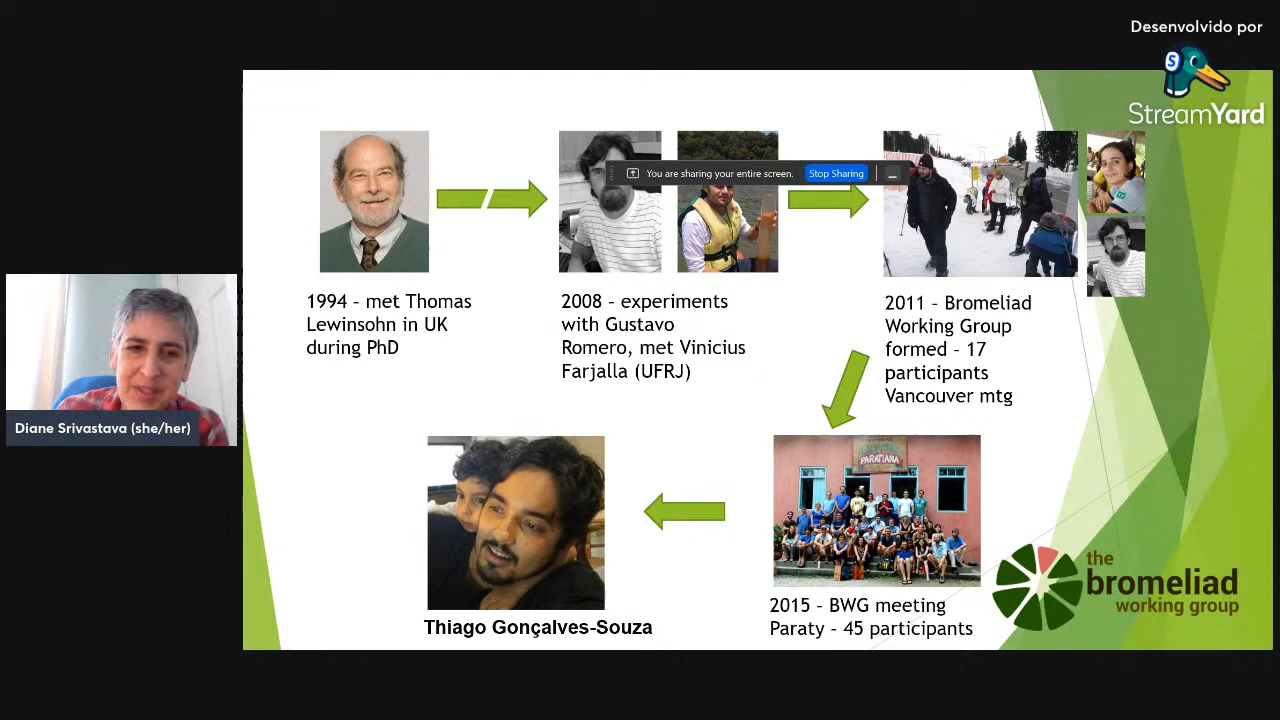 Desenvolvido por
S
StreamYard
You are sharing your entire screen.
Stop Sharing
1994 – met Thomas
Lewinsohn in UK
during PhD
2008 – experiments
with Gustavo
Romero, met Vinicius
Farjalla (UFRJ)
2011 – Bromeliad
Working Group
formed – 17
participants
Vancouver mtg
Diane Srivastava (she/her)
PARATIANA
Thiago Gonçalves-Souza
2015 – BWG meeting
Paraty – 45 participants
the
bromeliad
working group